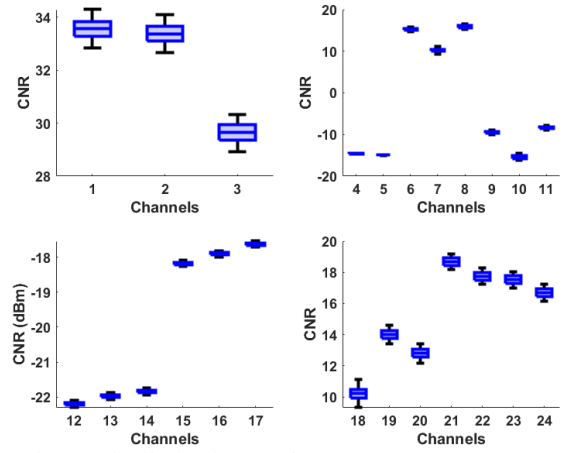 34
32
30
28
CNR
1 2 3
Channels
20
10
0
-10
-20
CNR
4 5 6 7 8 9 10 11
Channels
-18
-19
-20
-21
-22
CNR (dBm)
12 13 14 15 16 17
Channels
20
18
16
14
12
10
CNR
18 19 20 21 22 23 24
Channels